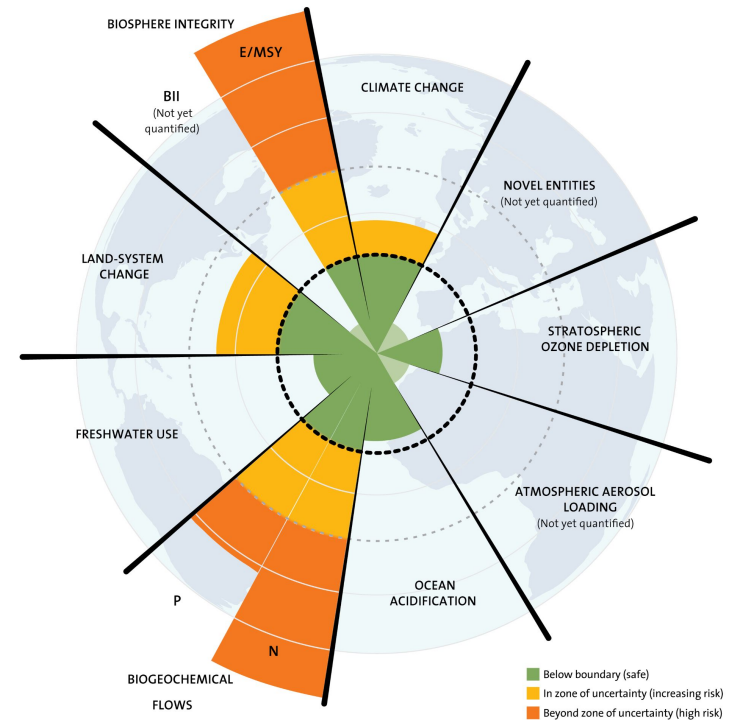 BIOSPHERE INTEGRITY
E/MSY
CLIMATE CHANGE
BII
(Not yet
quantified)
NOVEL ENTITIES
(Not yet quantified)
LAND-SYSTEM
CHANGE
STRATOSPHERIC
OZONE DEPLETION
FRESHWATER USE
ATMOSPHERIC AEROSOL
LOADING
(Not yet quantified)
OCEAN
ACIDIFICATION
P
N
BIOGEOCHEMICAL
FLOWS
Below boundary (safe)
In zone of uncertainty (increasing risk)
Beyond zone of uncertainty (high risk)